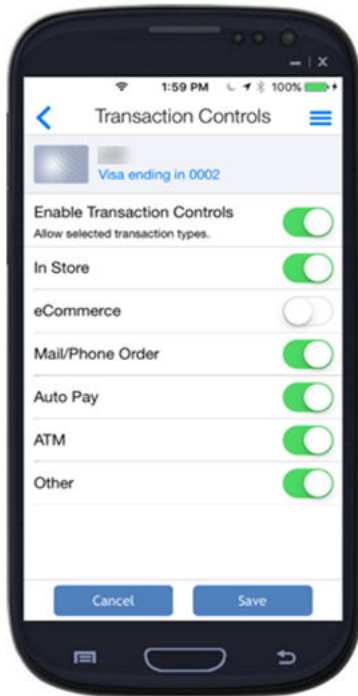 1:59 PM 100%
Transaction Controls
Visa ending in 0002
Enable Transaction Controls
Allow selected transaction types.
In Store
eCommerce
Mail/Phone Order
Auto Pay
ATM
Other
Cancel Save